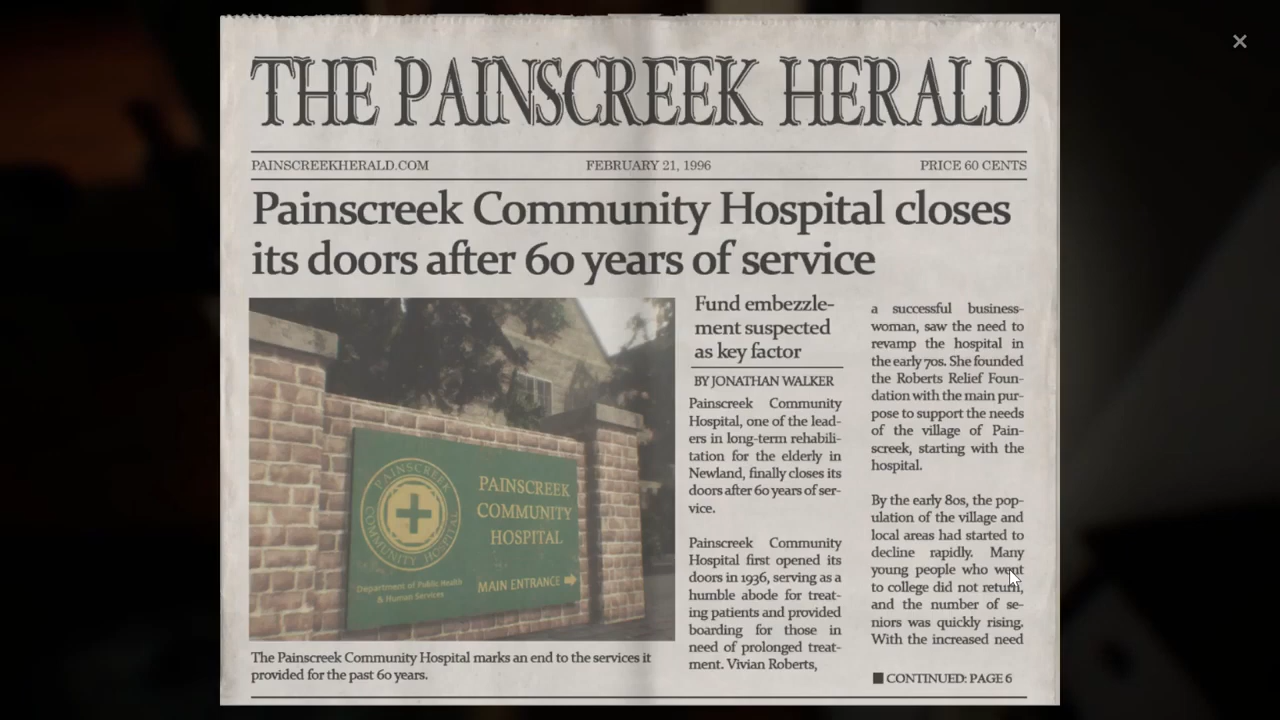 THE PAINSCREEK HERALD
PAINSCREEKHERALD.COM FEBRUARY 21, 1996 PRICE 60 CENTS
Painscreek Community Hospital closes
its doors after 60 years of service
PAINSCREEK
COMMUNITY HOSPITAL
PAINSCREEK
COMMUNITY
HOSPITAL
MAIN ENTRANCE
Department of Public Health
& Human Services
The Painscreek Community Hospital marks an end to the services it
provided for the past 60 years.
Fund embezzle-
ment suspected
as key factor
BY JONATHAN WALKER
Painscreek Community
Hospital, one of the lead-
ers in long-term rehabili-
tation for the elderly in
Newland, finally closes its
doors after 60 years of ser-
vice.
Painscreek Community
Hospital first opened its
doors in 1936, serving as a
humble abode for treat-
ing patients and provided
boarding for those in
need of prolonged treat-
ment. Vivian Roberts,
a successful business-
woman, saw the need to
revamp the hospital in
the early 70s. She founded
the Roberts Relief Foun-
dation with the main pur-
pose to support the needs
of the village of Pain-
screek, starting with the
hospital.
By the early 80s, the pop-
ulation of the village and
local areas had started to
decline rapidly. Many
young people who went
to college did not return,
and the number of se-
niors was quickly rising.
With the increased need
CONTINUED: PAGE 6